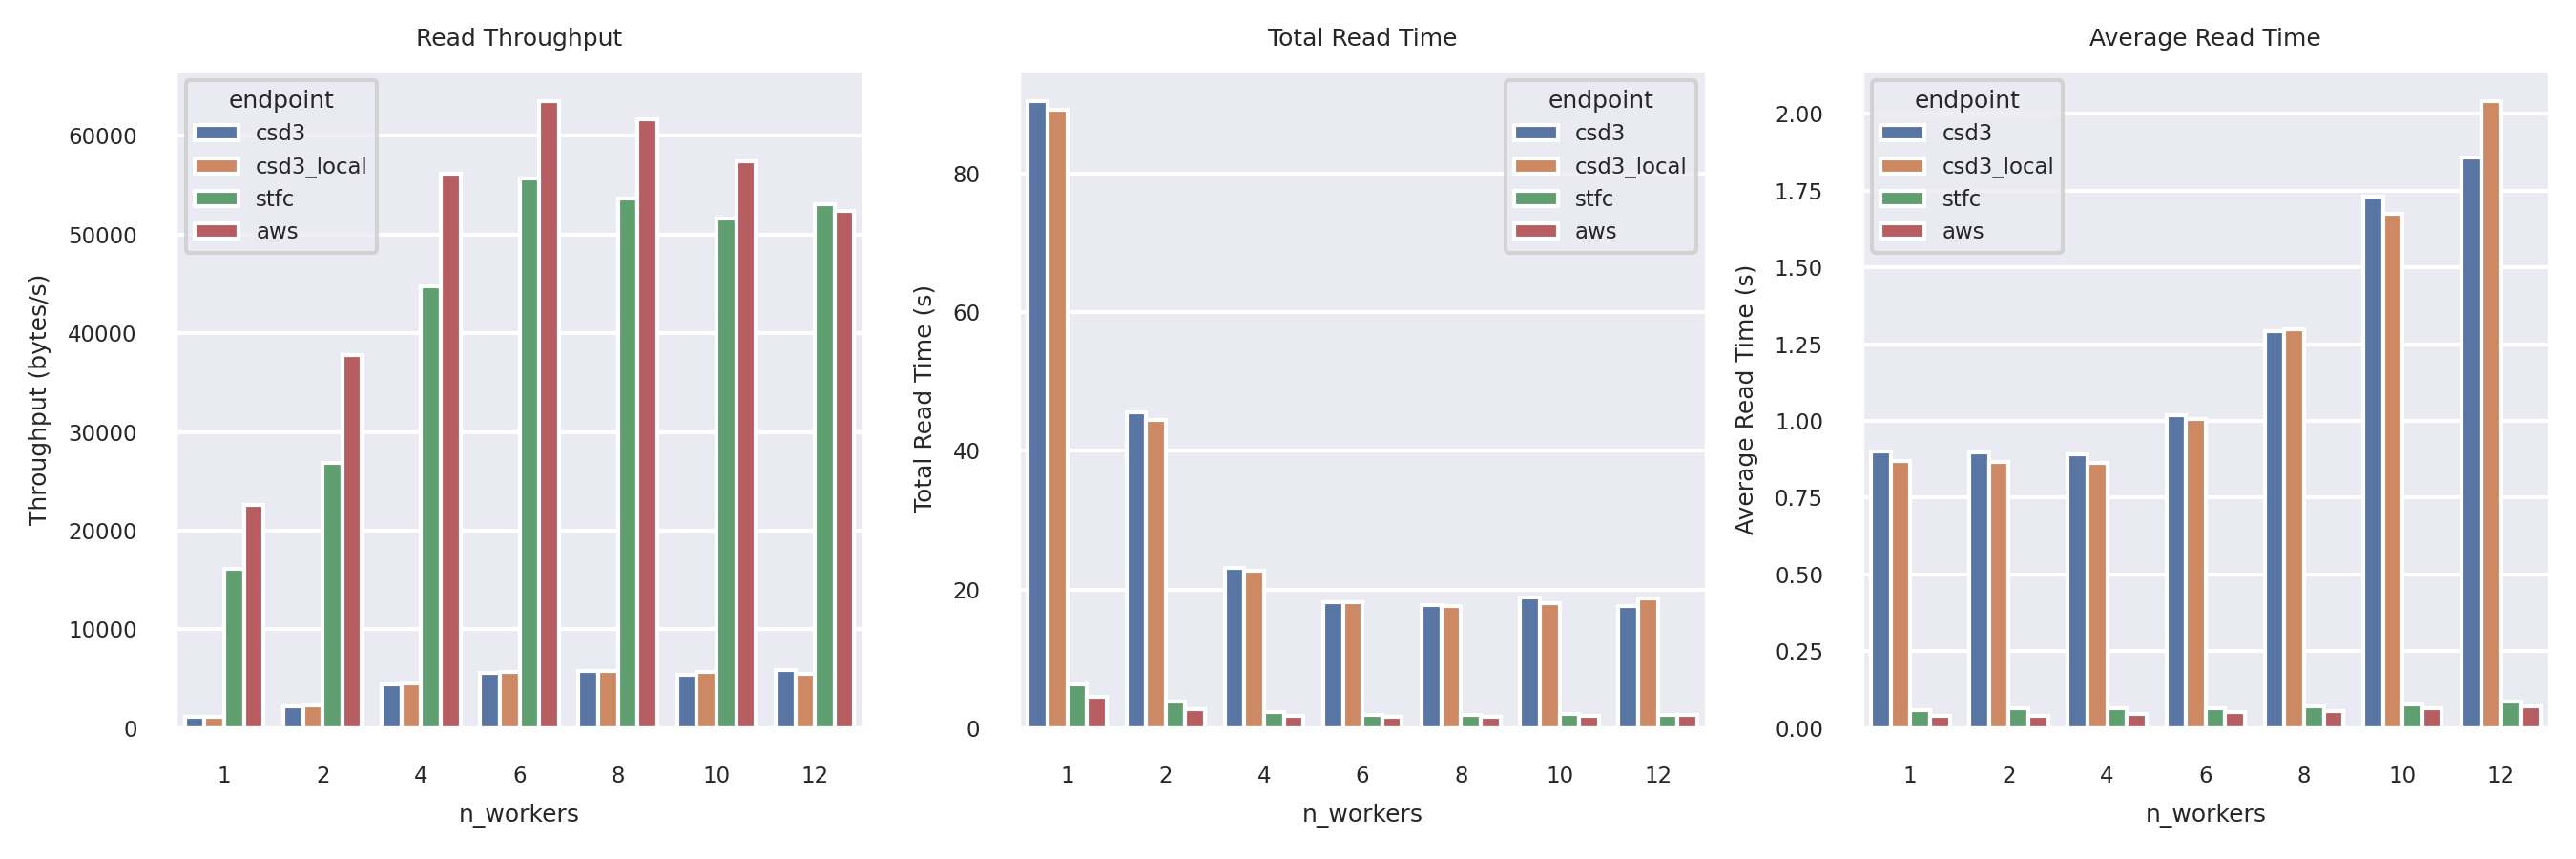 Read Throughput
Throughput (bytes/s)
60000
50000
40000
30000
20000
10000
0
endpoint
csd3
csd3_local
stfc
aws
1 2 4 6 8 10 12
n_workers
Total Read Time
Total Read Time (s)
80
60
40
20
0
endpoint
csd3
csd3_local
stfc
aws
1 2 4 6 8 10 12
n_workers
Average Read Time
Average Read Time (s)
2.00
1.75
1.50
1.25
1.00
0.75
0.50
0.25
0.00
endpoint
csd3
csd3_local
stfc
aws
1 2 4 6 8 10 12
n_workers